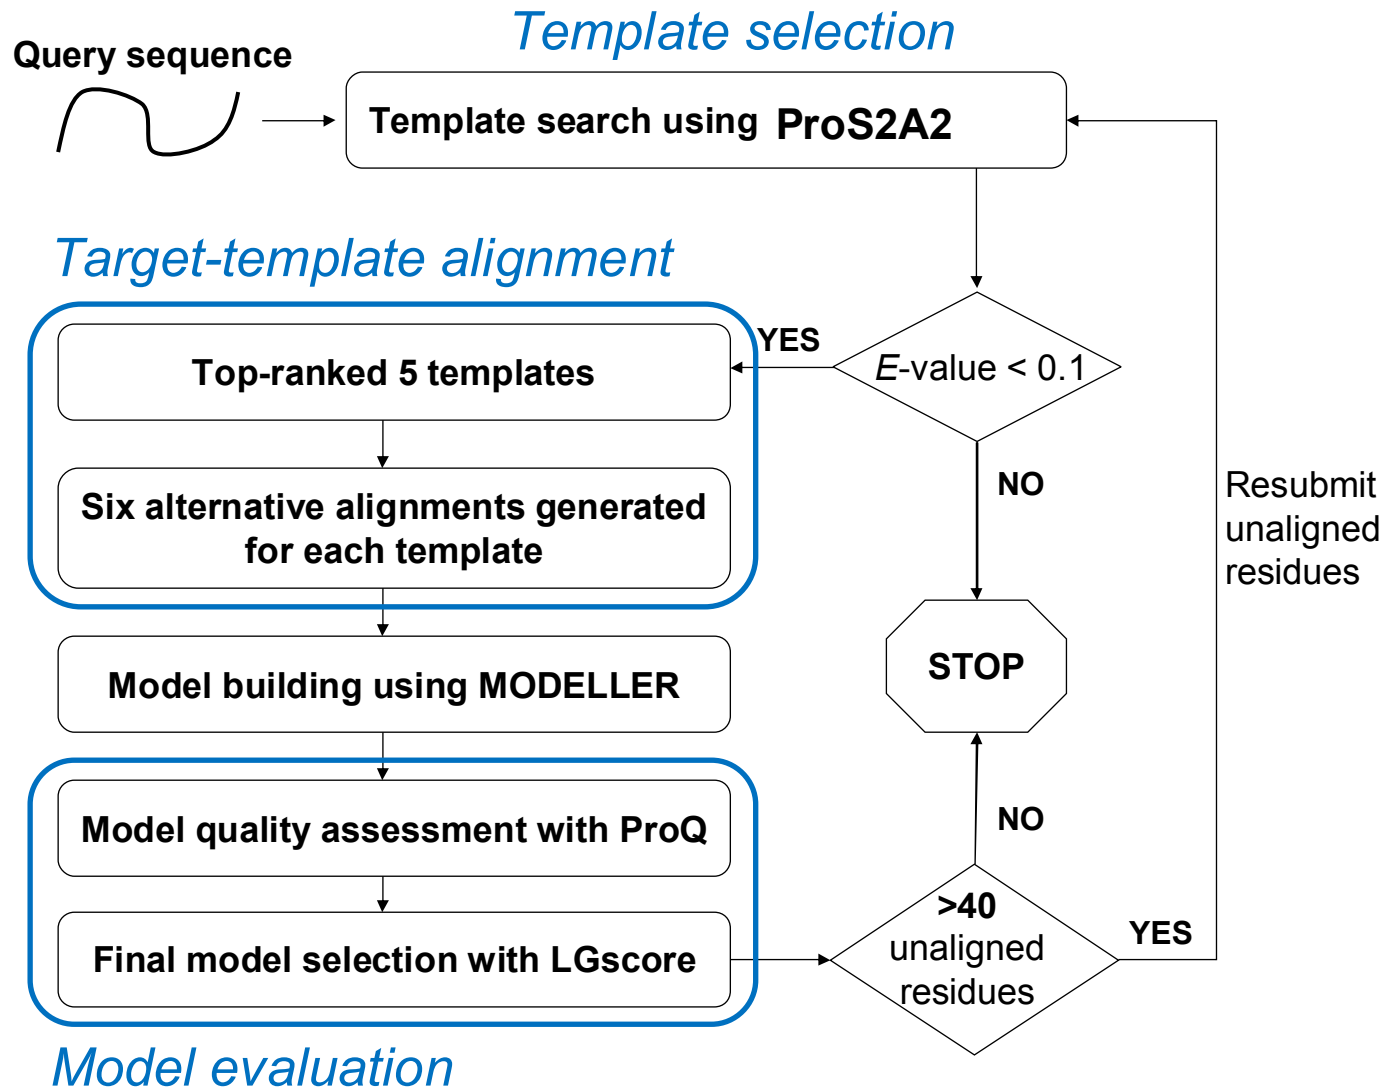 Template selection
Query sequence
Template search using ProS2A2
Target-template alignment
YES
Top-ranked 5 templates
E-value < 0.1
Six alternative alignments generated
for each template
NO
Resubmit
unaligned
residues
Model building using MODELLER
STOP
Model quality assessment with ProQ
NO
Final model selection with LGscore
>40
unaligned
residues
YES
Model evaluation